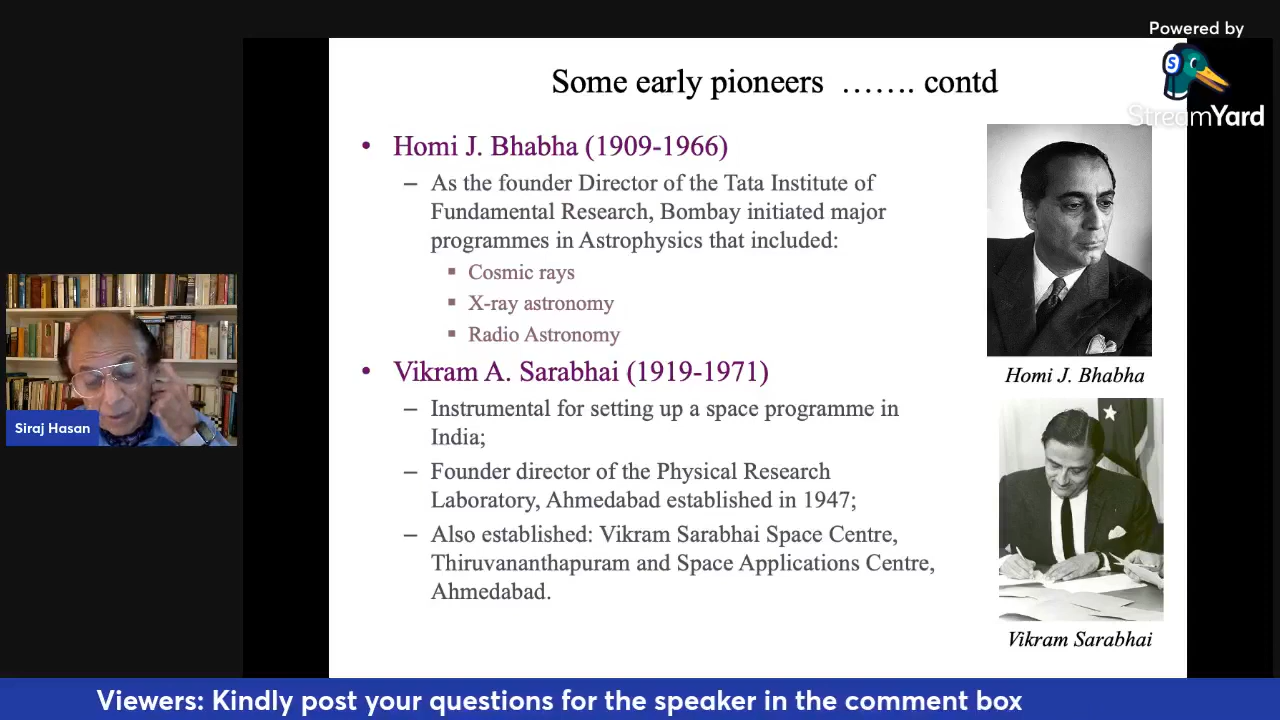 Powered by
StreamYard
Some early pioneers ……. contd
• Homi J. Bhabha (1909-1966)
– As the founder Director of the Tata Institute of
Fundamental Research, Bombay initiated major
programmes in Astrophysics that included:
▪ Cosmic rays
▪ X-ray astronomy
▪ Radio Astronomy
Homi J. Bhabha
• Vikram A. Sarabhai (1919-1971)
– Instrumental for setting up a space programme in
India;
– Founder director of the Physical Research
Laboratory, Ahmedabad established in 1947;
– Also established: Vikram Sarabhai Space Centre,
Thiruvananthapuram and Space Applications Centre,
Ahmedabad.
Vikram Sarabhai
Siraj Hasan
Viewers: Kindly post your questions for the speaker in the comment box